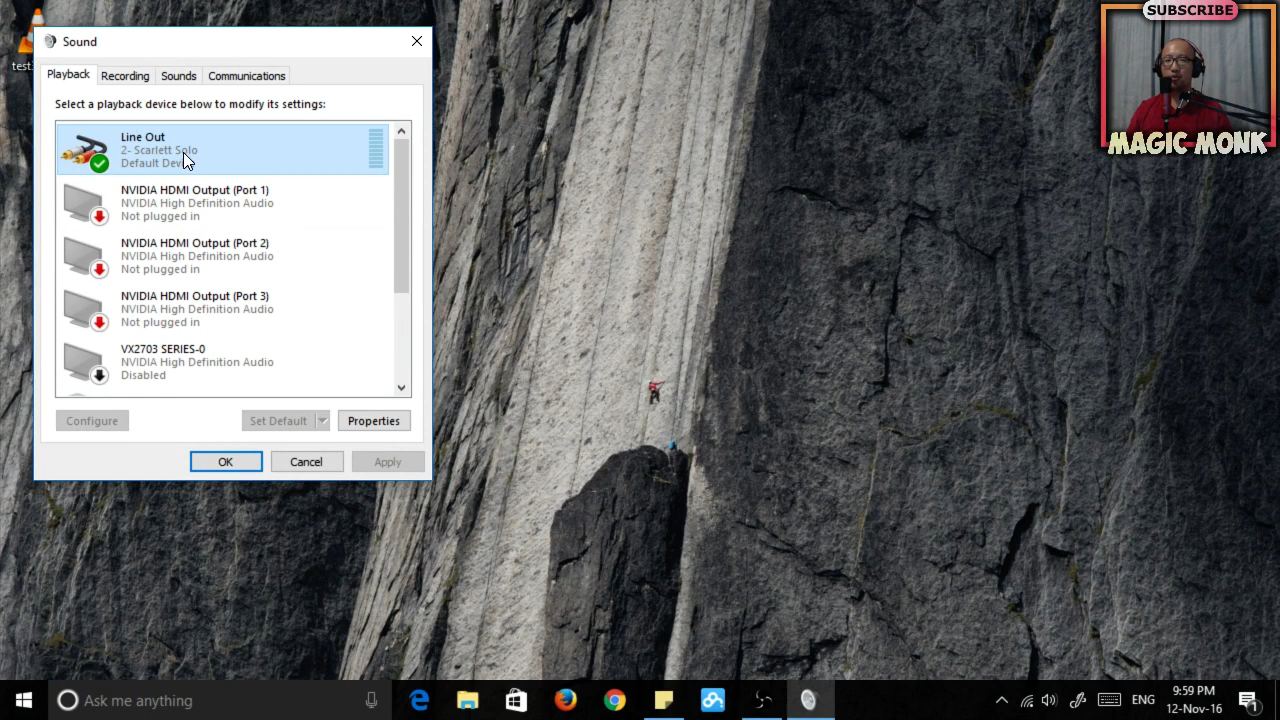 SUBSCRIBE
MAGIC MONK
test
Sound
Playback
Recording
Sounds
Communications
Select a playback device below to modify its settings:
Line Out
2- Scarlett Solo
Default
NVIDIA HDMI Output (Port 1)
NVIDIA High Definition Audio
Not plugged in
NVIDIA HDMI Output (Port 2)
NVIDIA High Definition Audio
Not plugged in
NVIDIA HDMI Output (Port 3)
NVIDIA High Definition Audio
Not plugged in
VX2703 SERIES-0
NVIDIA High Definition Audio
Disabled
Configure
Set Default
Properties
OK
Cancel
Apply
Ask me anything
ENG
9:59 PM
12-Nov-16
1